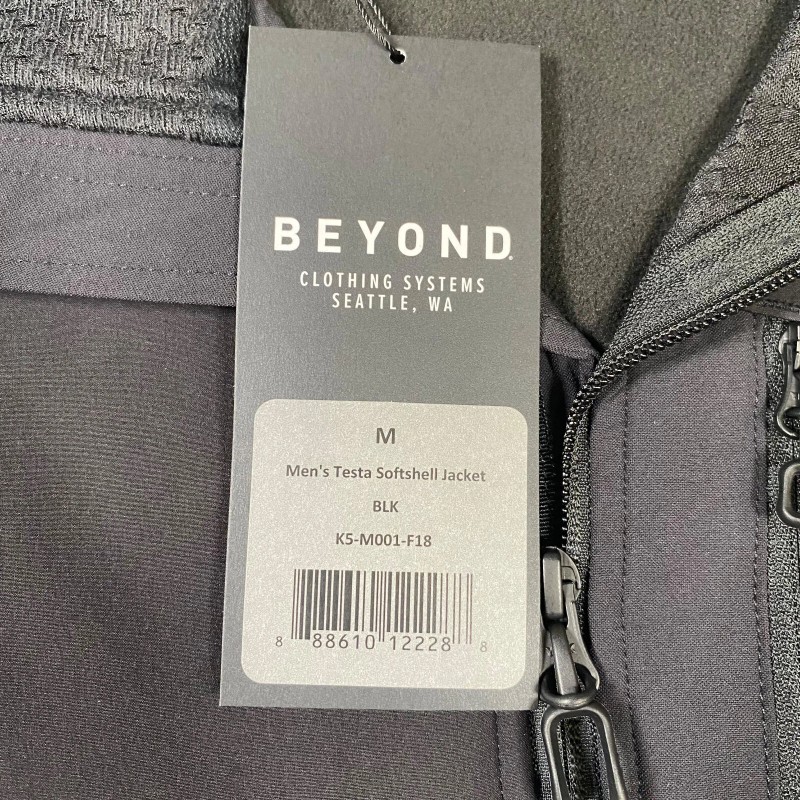 BEYOND®
CLOTHING SYSTEMS
SEATTLE, WA
M
Men's Testa Softshell Jacket
BLK
K5-M001-F18
8 88610 12228 8